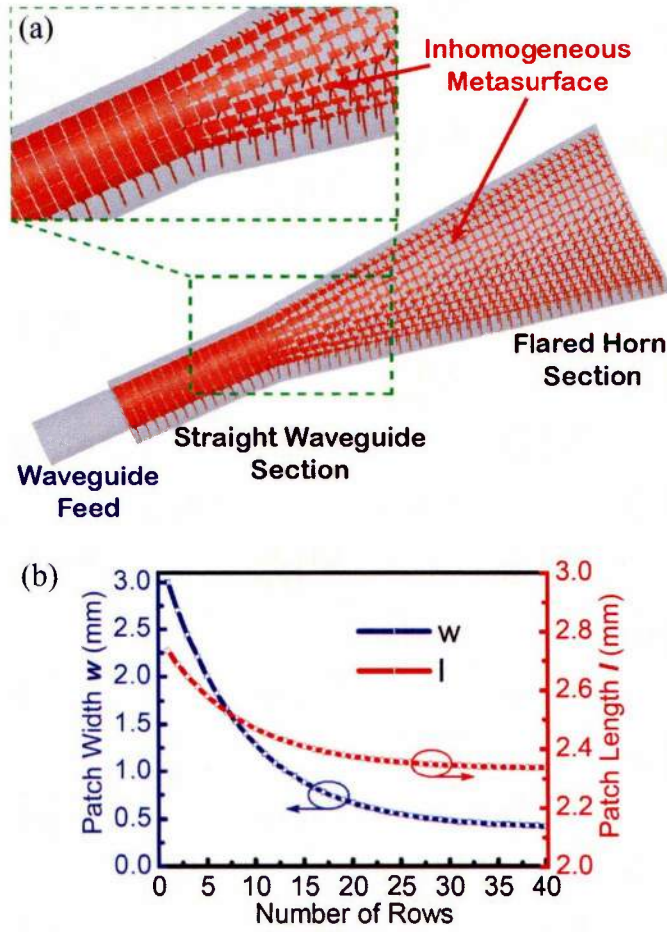 (a)
Inhomogeneous
Metasurface
Flared Horn
Section
Straight Waveguide
Section
Waveguide
Feed
(b)
3.0
2.5
2.0
1.5
1.0
0.5
0.0
Patch Width w (mm)
w
l
3.0
2.8
2.6
2.4
2.2
2.0
Patch Length l (mm)
0 5 10 15 20 25 30 35 40
Number of Rows